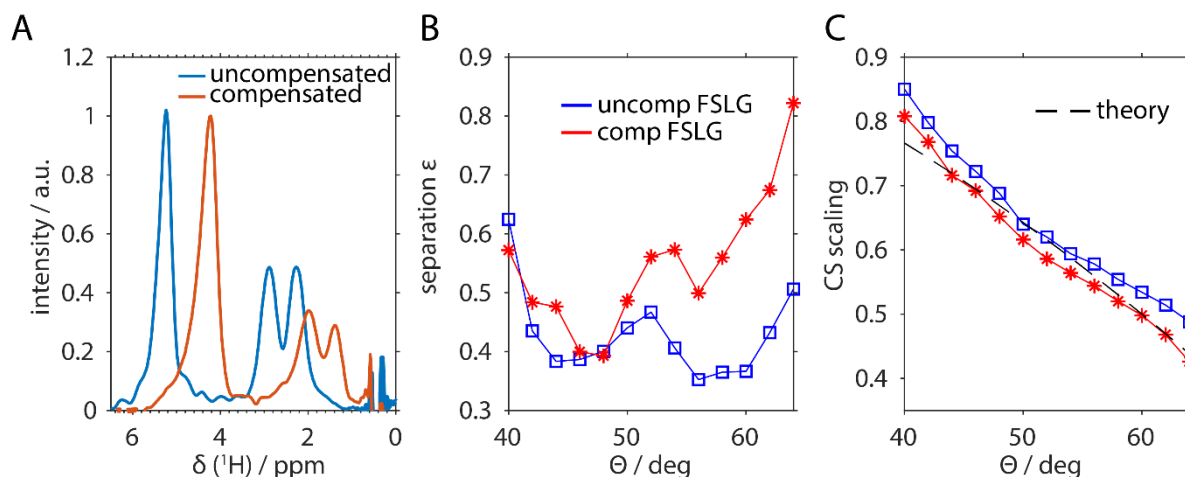 A
1.2
1
0.8
0.6
0.4
0.2
0
intensity / a.u.
uncompensated
compensated
6 4 2 0
δ (¹H) / ppm
B
0.9
0.8
0.7
0.6
0.5
0.4
0.3
separation ε
uncomp FSLG
comp FSLG
40 50 60
Θ / deg
C
0.9
0.8
0.7
0.6
0.5
0.4
CS scaling
theory
40 50 60
Θ / deg